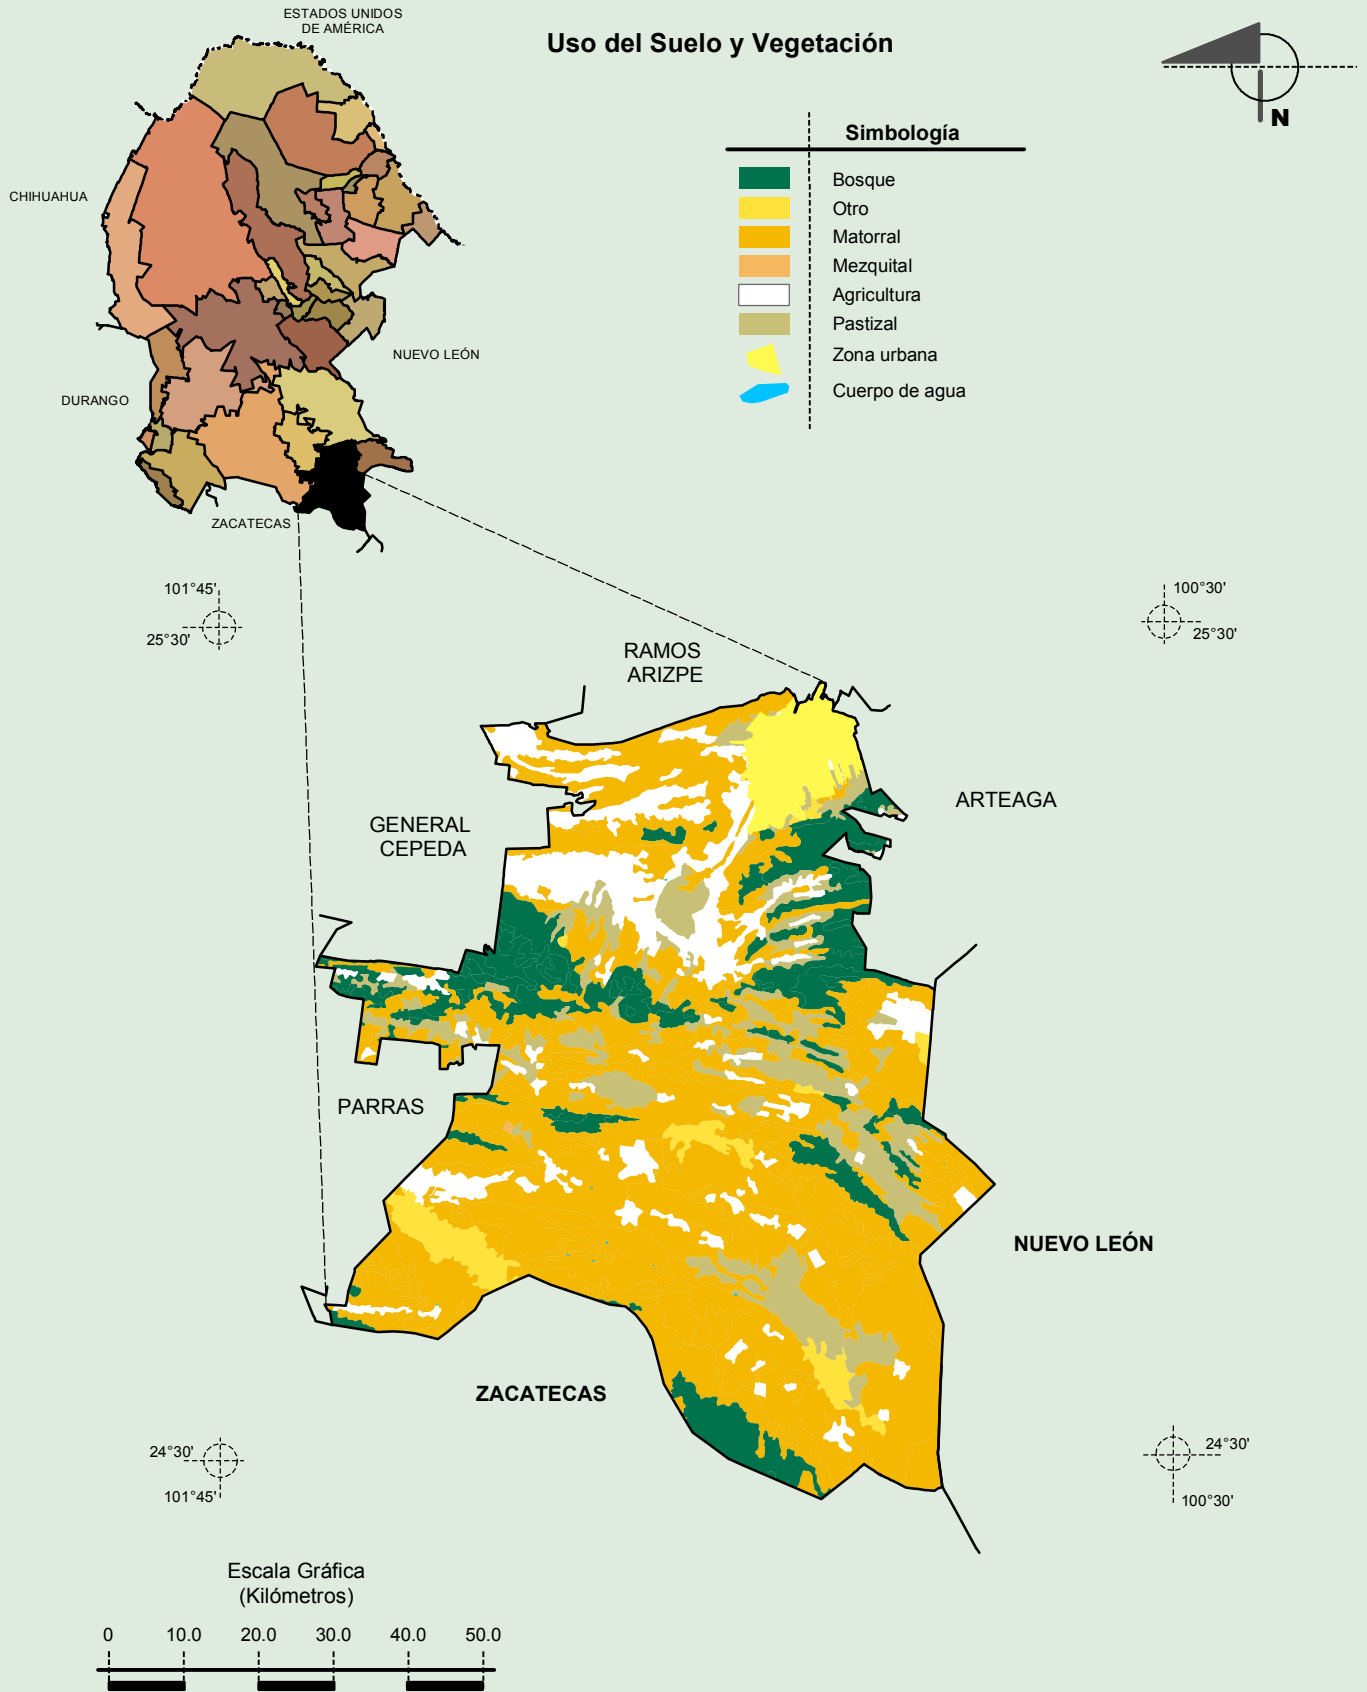 ESTADOS UNIDOS
DE AMÉRICA
Uso del Suelo y Vegetación
N
Simbología
Bosque
Otro
Matorral
Mezquital
Agricultura
Pastizal
Zona urbana
Cuerpo de agua
CHIHUAHUA
NUEVO LEÓN
DURANGO
ZACATECAS
101°45'
25°30'
100°30'
25°30'
RAMOS
ARIZPE
ARTEAGA
GENERAL
CEPEDA
PARRAS
NUEVO LEÓN
ZACATECAS
24°30'
101°45'
24°30'
100°30'
Escala Gráfica
(Kilómetros)
0 10.0 20.0 30.0 40.0 50.0